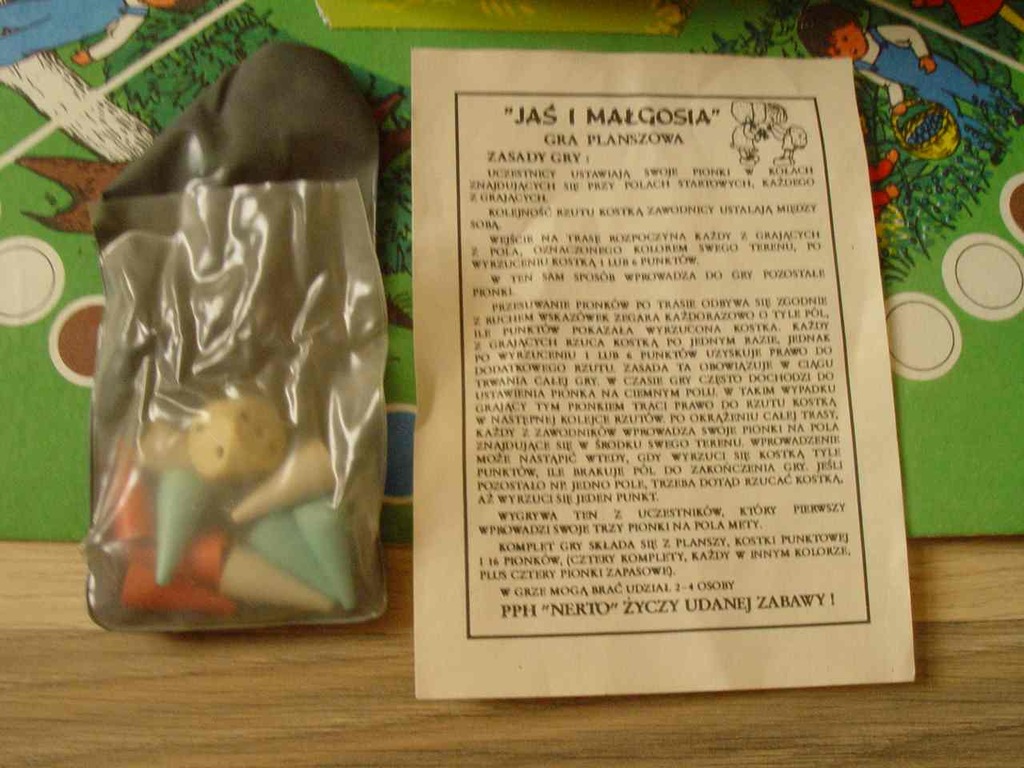 "JAŚ I MAŁGOSIA"
GRA PLANSZOWA
ZASADY GRY :
UCZESTNICY USTAWIAJĄ SWOJE PIONKI W KOŁACH
ZNAJDUJĄCYCH SIĘ PRZY POLACH STARTOWYCH, KAŻDEGO
Z GRAJĄCYCH.
KOLEJNOŚĆ RZUTU KOSTKĄ ZAWODNICY USTALAJĄ MIĘDZY
SOBĄ.
WEJŚCIE NA TRASĘ ROZPOCZYNA KAŻDY Z GRAJĄCYCH
Z POLA, OZNACZONEGO KOLOREM SWEGO TERENU, PO
WYRZUCENIU KOSTKĄ 1 LUB 6 PUNKTÓW.
W TEN SAM SPOSÓB WPROWADZA DO GRY POZOSTAŁE
PIONKI.
PRZESUWANIE PIONKÓW PO TRASIE ODBYWA SIĘ ZGODNIE
Z RUCHEM WSKAZÓWEK ZEGARA KAŻDORAZOWO O TYLE PÓL,
ILE PUNKTÓW POKAZAŁA WYRZUCONA KOSTKA. KAŻDY
Z GRAJĄCYCH RZUCA KOSTKĄ PO JEDNYM RAZIE, JEDNAK
PO WYRZUCENIU 1 LUB 6 PUNKTÓW UZYSKUJE PRAWO DO
DODATKOWEGO RZUTU. ZASADA TA OBOWIĄZUJE W CIĄGU
TRWANIA CAŁEJ GRY. W CZASIE GRY CZĘSTO DOCHODZI DO
USTAWIENIA PIONKA NA CIEMNYM POLU. W TAKIM WYPADKU
GRAJĄCY TYM PIONKIEM TRACI PRAWO DO RZUTU KOSTKĄ
W NASTĘPNEJ KOLEJCE RZUTÓW. PO OKRĄŻENIU CAŁEJ TRASY,
KAŻDY Z ZAWODNIKÓW WPROWADZA SWOJE PIONKI NA POLA
ZNAJDUJĄCE SIĘ W ŚRODKU SWEGO TERENU. WPROWADZENIE
MOŻE NASTĄPIĆ WTEDY, GDY WYRZUCI SIĘ KOSTKĄ TYLE
PUNKTÓW, ILE BRAKUJE PÓL DO ZAKOŃCZENIA GRY. JEŚLI
POZOSTAŁO NP. JEDNO POLE, TRZEBA DOTĄD RZUCAĆ KOSTKĄ,
AŻ WYRZUCI SIĘ JEDEN PUNKT.
WYGRYWA TEN Z UCZESTNIKÓW, KTÓRY PIERWSZY
WPROWADZI SWOJE TRZY PIONKI NA POLA METY.
KOMPLET GRY SKŁADA SIĘ Z PLANSZY, KOSTKI PUNKTOWEJ
I 16 PIONKÓW, (CZTERY KOMPLETY, KAŻDY W INNYM KOLORZE,
PLUS CZTERY PIONKI ZAPASOWE).
W GRZE MOGĄ BRAĆ UDZIAŁ 2-4 OSOBY
PPH "NERTO" ŻYCZY UDANEJ ZABAWY !